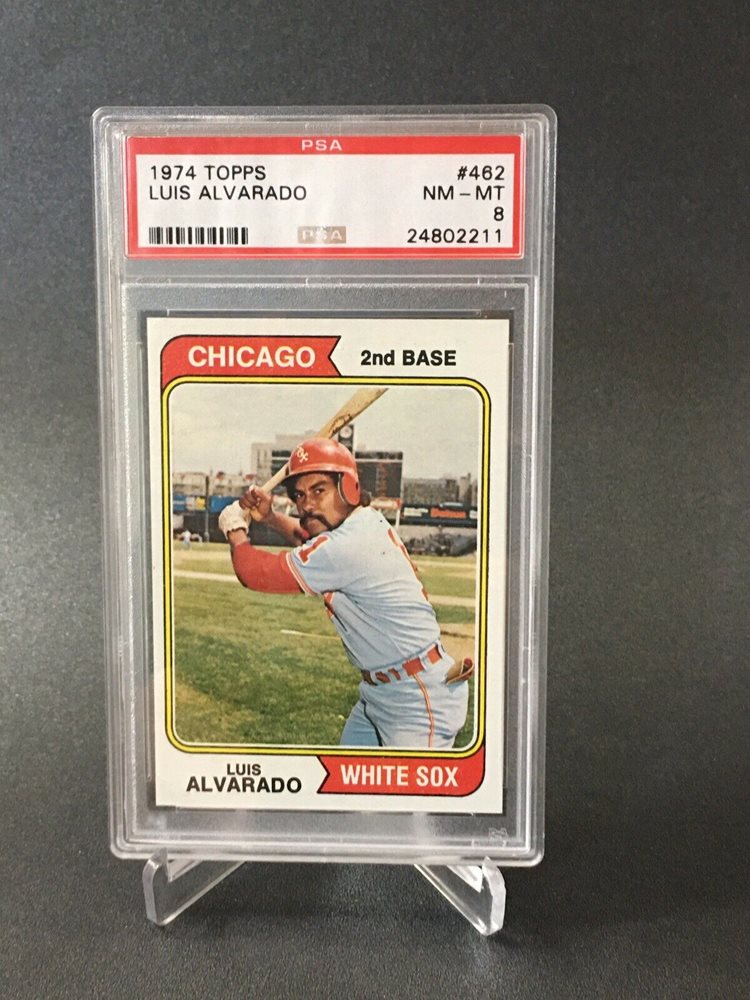 PSA
1974 TOPPS #462
LUIS ALVARADO NM - MT
8
PSA 24802211
CHICAGO 2nd BASE
LUIS
ALVARADO
WHITE SOX